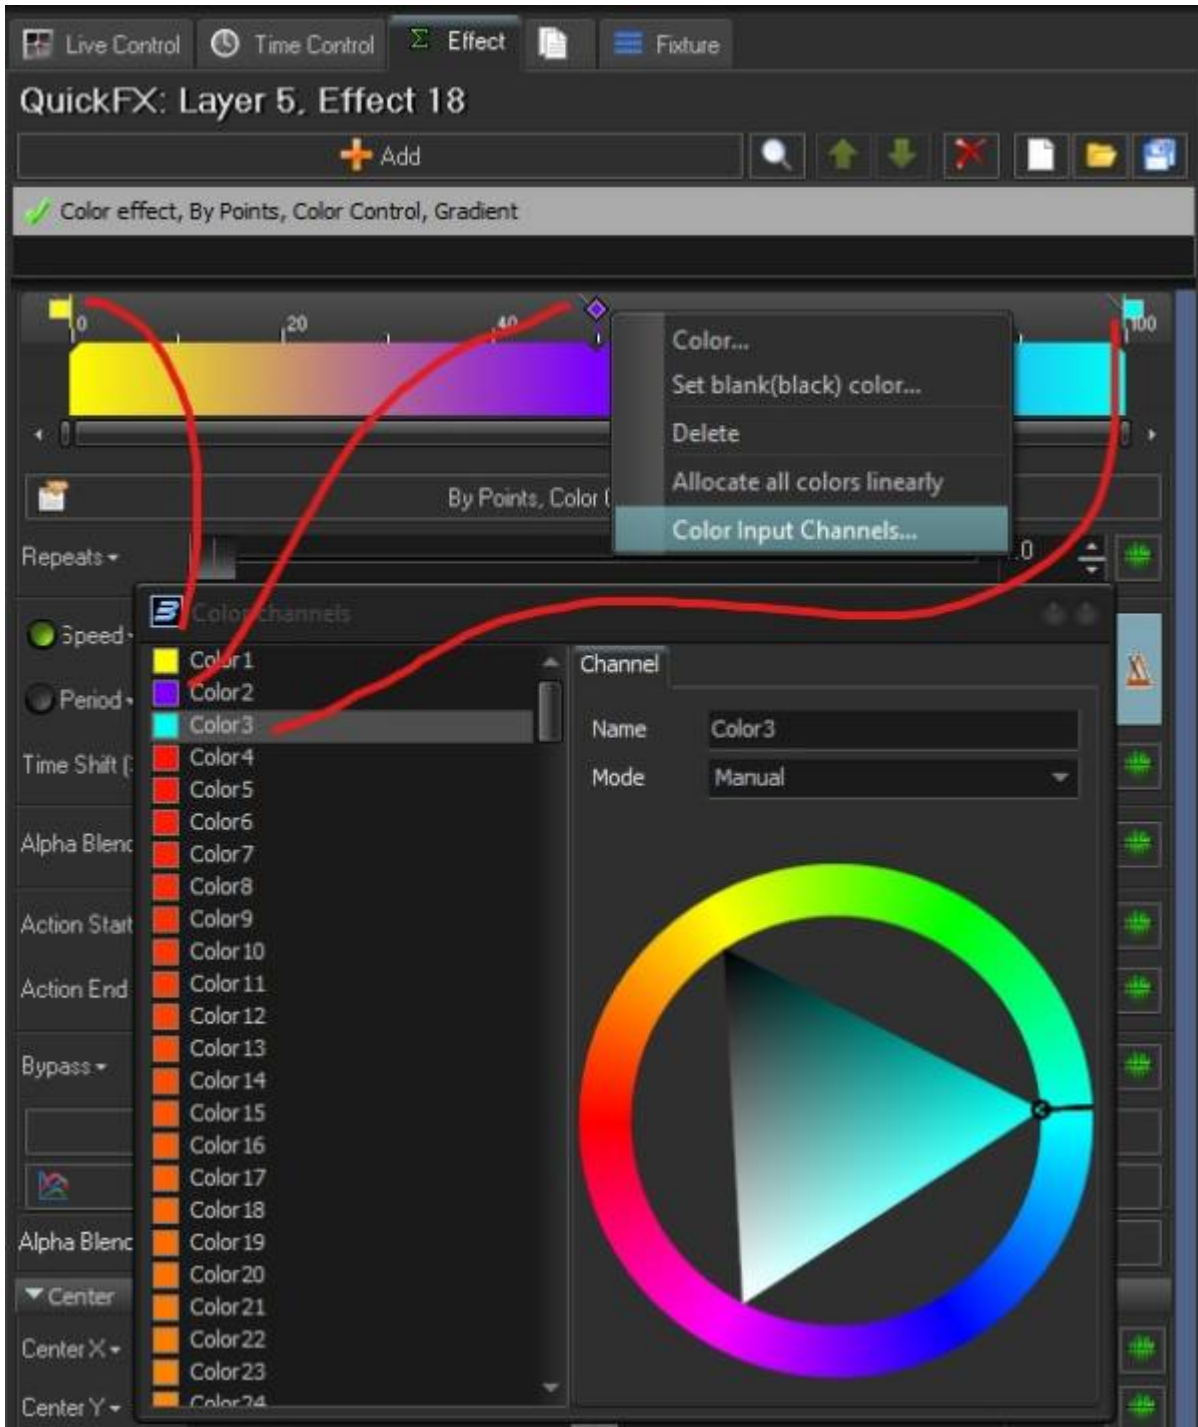 Live Control Time Control Σ Effect Fixture
QuickFX: Layer 5, Effect 18
Add
Color effect, By Points, Color Control, Gradient
0 20 40 100
Color...
Set blank(black) color...
Delete
Allocate all colors linearly
Color Input Channels...
By Points, Color
Repeats
.0
Color Channels
Speed
Period
Time Shift (
Alpha Blend
Action Start
Action End
Bypass
Alpha Blend
Center
Center X
Center Y
Color1
Color2
Color3
Color4
Color5
Color6
Color7
Color8
Color9
Color10
Color11
Color12
Color13
Color14
Color15
Color16
Color17
Color18
Color19
Color20
Color21
Color22
Color23
Color24
Channel
Name Color3
Mode Manual